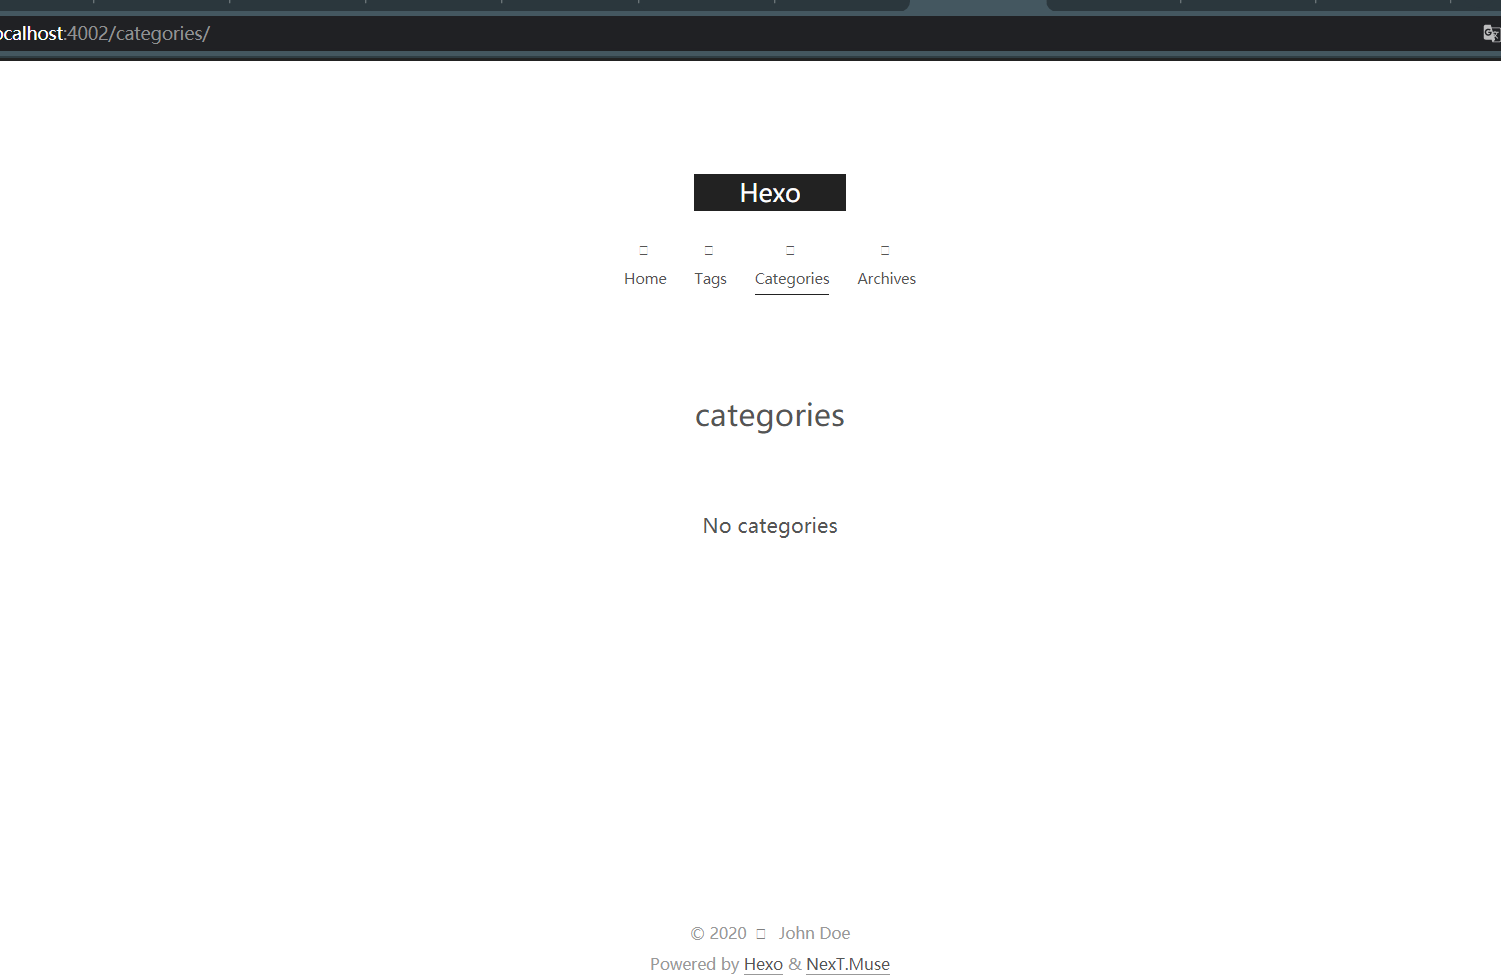 ocalhost:4002/categories/
Hexo
Home Tags Categories Archives
categories
No categories
© 2020 John Doe
Powered by Hexo & NexT.Muse